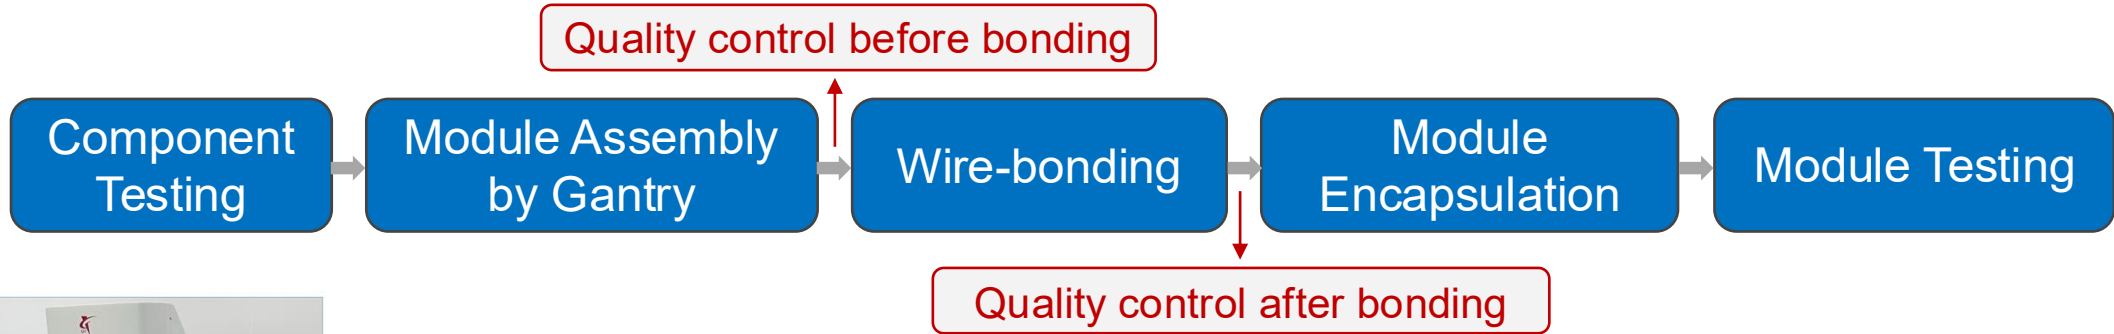 Quality control before bonding
Component
Testing
Module Assembly
by Gantry
Wire-bonding
Module
Encapsulation
Module Testing
Quality control after bonding